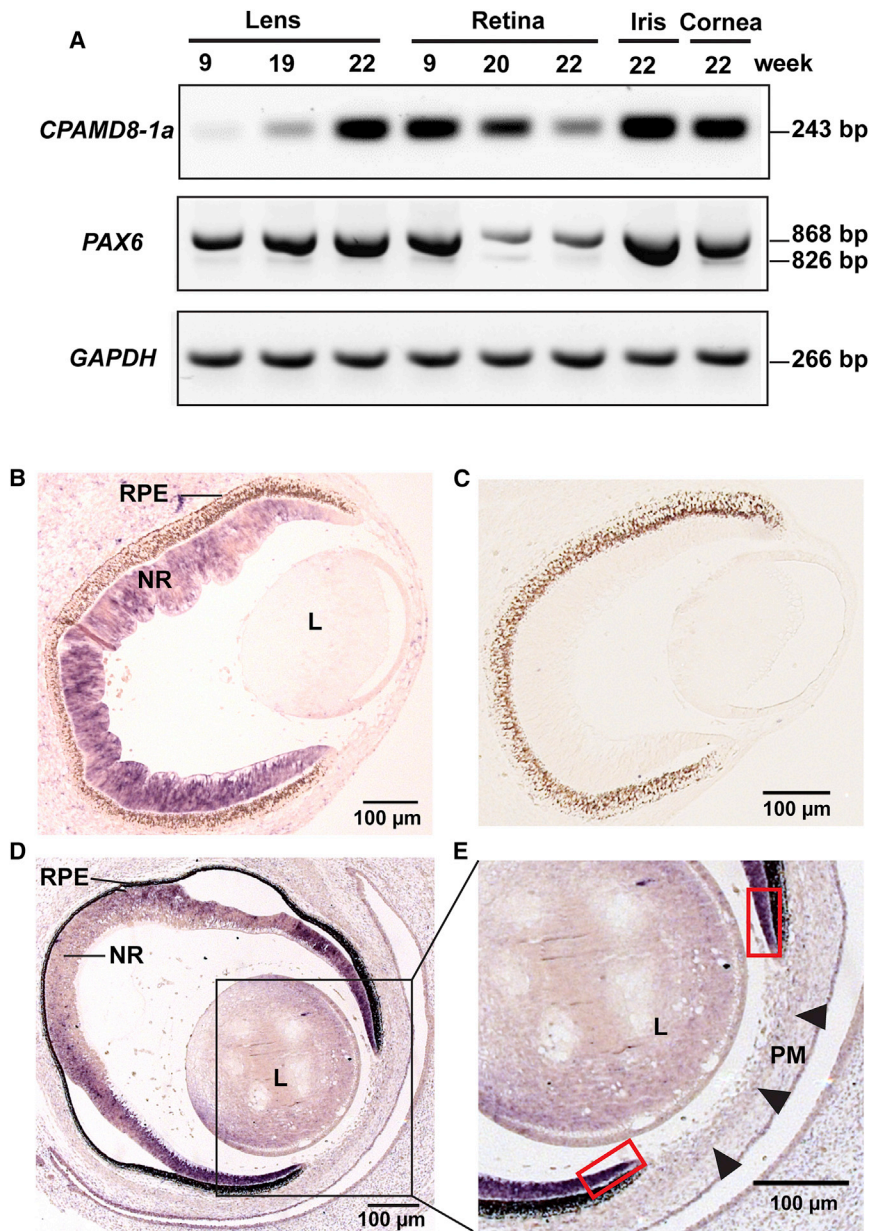 A
Lens Retina Iris Cornea
9 19 22 9 20 22 22 22 week
CPAMD8-1a 243 bp
PAX6 868 bp
826 bp
GAPDH 266 bp
B
RPE
NR
L
100 µm
C
100 µm
D
RPE
NR
L
100 µm
E
L
PM
100 µm